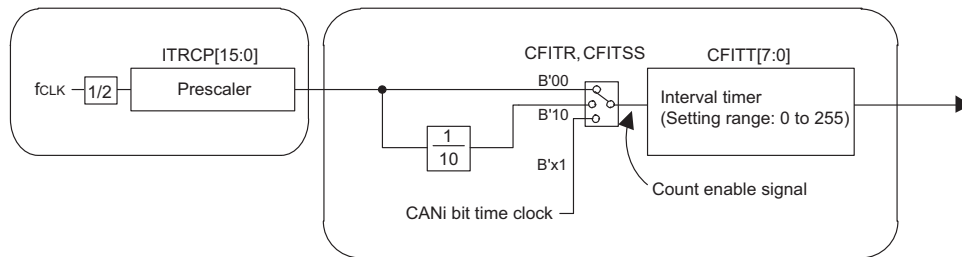 ITRCP[15:0]
fCLK
1/2
Prescaler
CFITR, CFITSS
CFITT[7:0]
B'00
B'10
B'x1
1
10
Interval timer
(Setting range: 0 to 255)
Count enable signal
CANi bit time clock